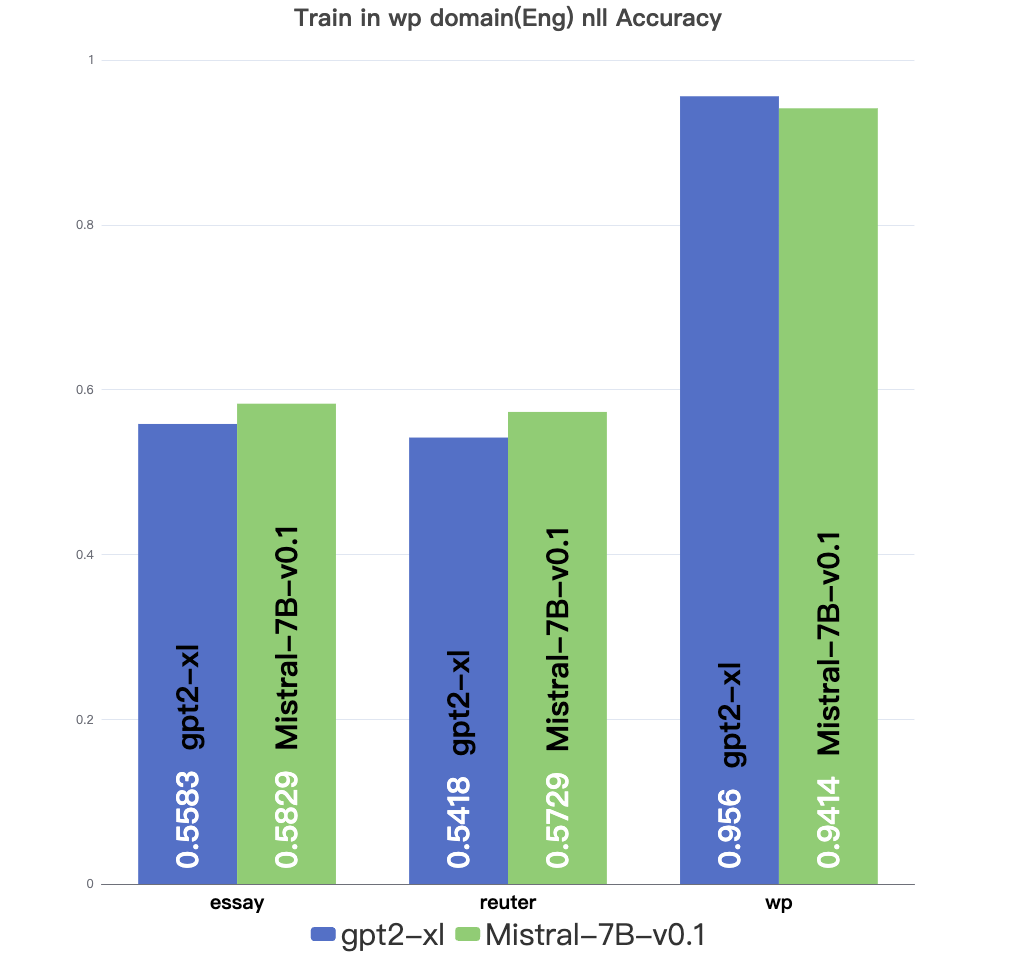 Train in wp domain(Eng) nll Accuracy
1
0.8
0.6
0.4
0.2
0
0.5583 gpt2-xl
0.5829 Mistral-7B-v0.1
0.5418 gpt2-xl
0.5729 Mistral-7B-v0.1
0.956 gpt2-xl
0.9414 Mistral-7B-v0.1
essay reuter wp
gpt2-xl Mistral-7B-v0.1